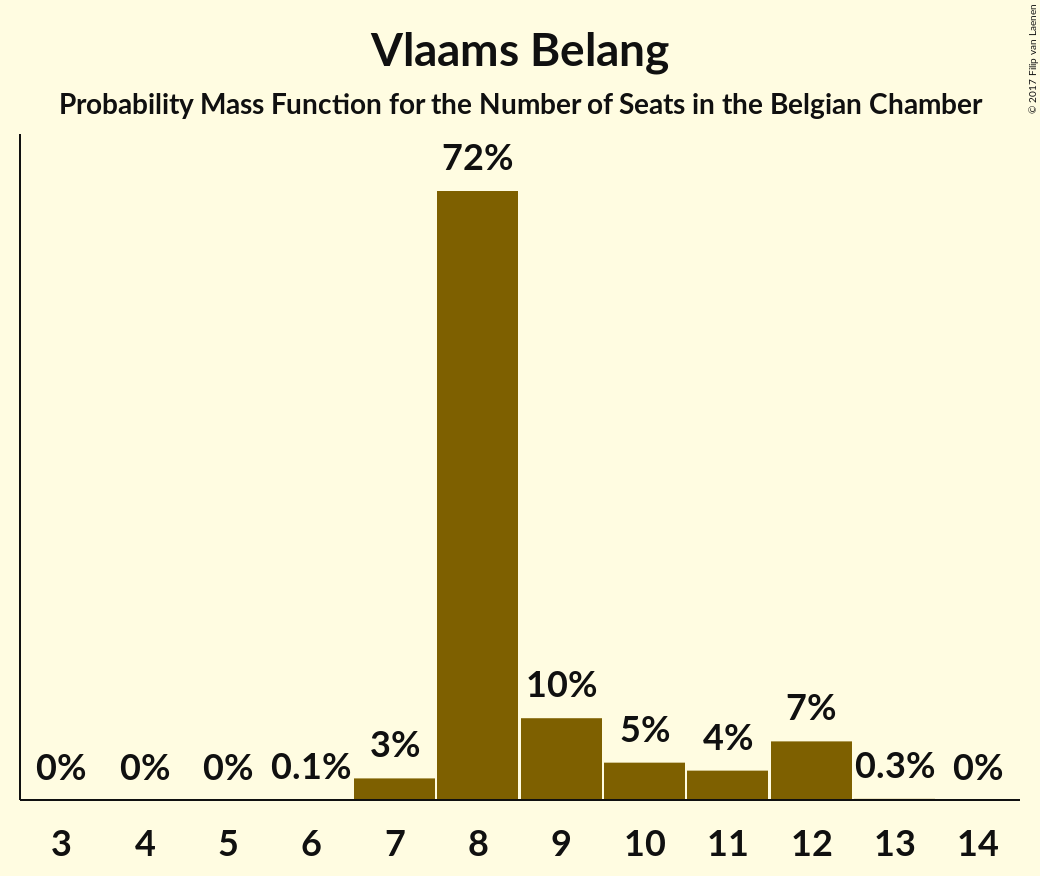 Vlaams Belang
Probability Mass Function for the Number of Seats in the Belgian Chamber
© 2017 Filip van Laenen
72%
10%
7%
5%
4%
3%
0% 0% 0% 0.1% 0.3% 0%
3 4 5 6 7 8 9 10 11 12 13 14